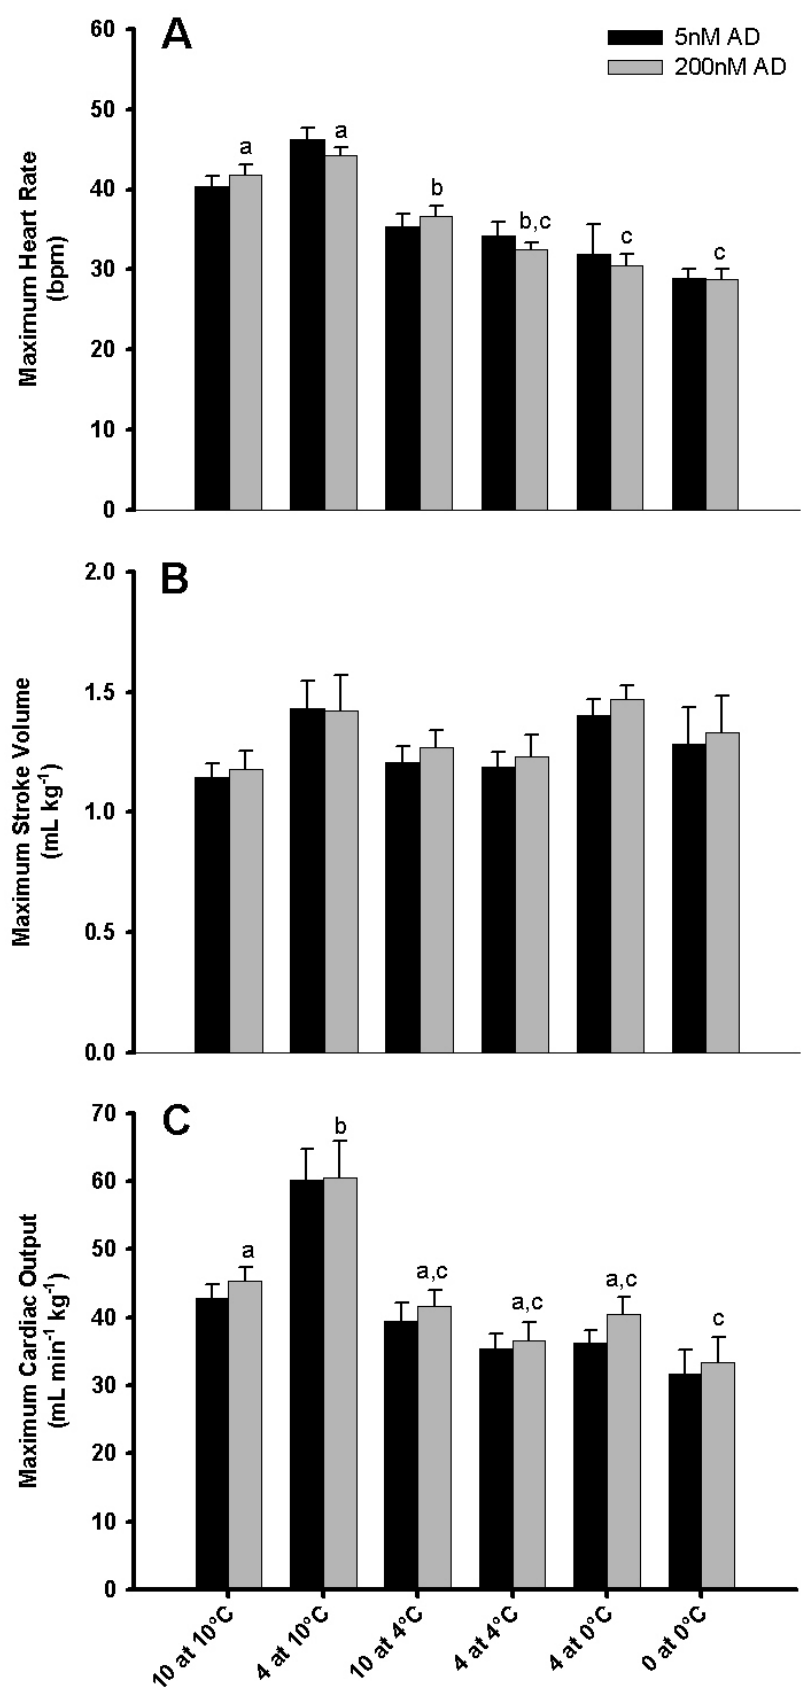 A
5nM AD
200nM AD
60
50
40
30
20
10
0
Maximum Heart Rate
(bpm)
a
a
b
b,c
c
c
B
2.0
1.5
1.0
0.5
0.0
Maximum Stroke Volume
(mL kg⁻¹)
C
70
60
50
40
30
20
10
0
Maximum Cardiac Output
(mL min⁻¹ kg⁻¹)
a
b
a,c
a,c
a,c
c
10 at 10°C
4 at 10°C
10 at 4°C
4 at 4°C
4 at 0°C
0 at 0°C